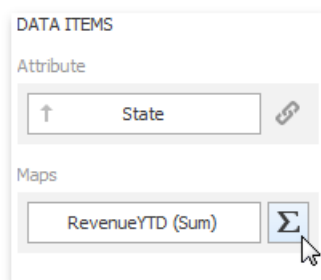 DATA ITEMS
Attribute
↑ State
Maps
RevenueYTD (Sum) Σ